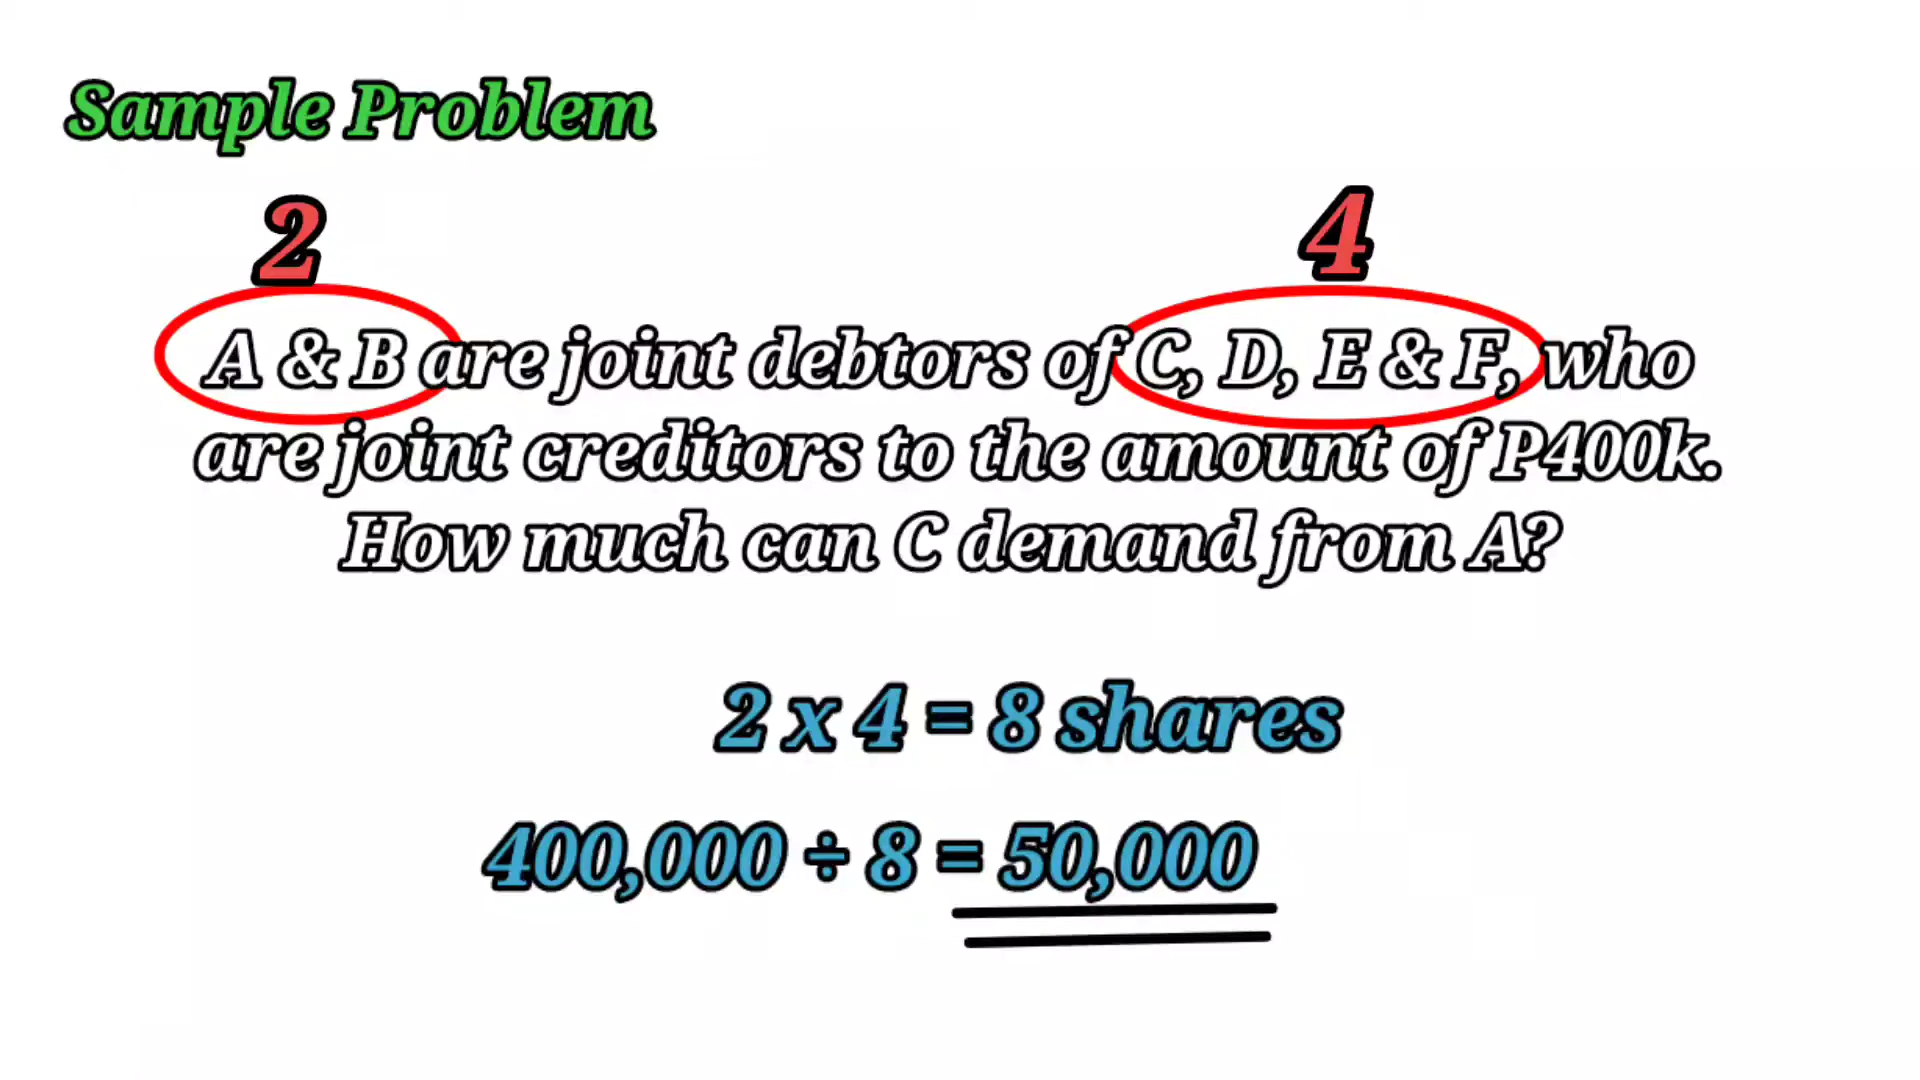 Sample Problem
2 4
A & B are joint debtors of C, D, E & F, who
are joint creditors to the amount of P400k.
How much can C demand from A?
2 x 4 = 8 shares
400,000 ÷ 8 = 50,000